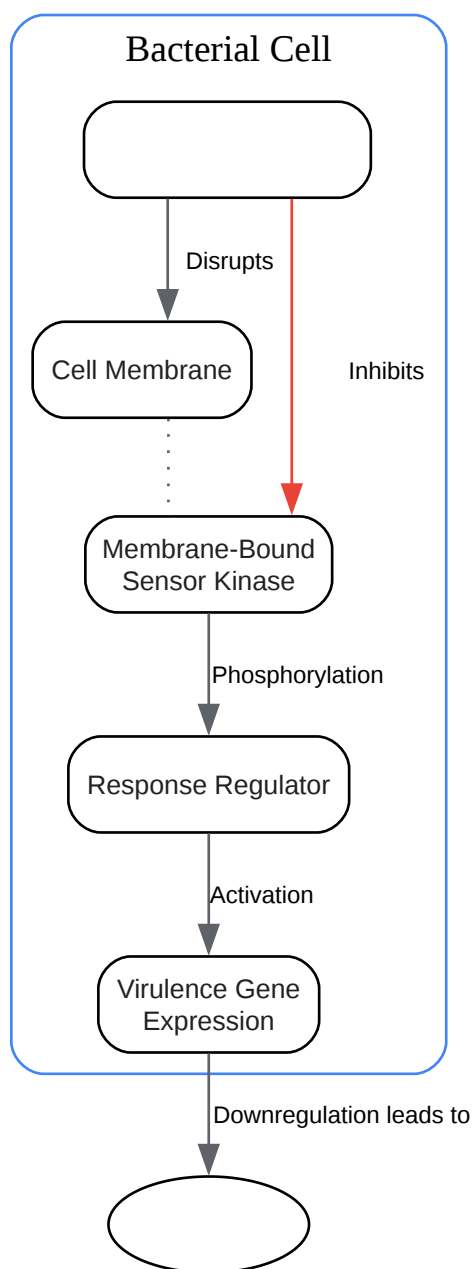 Bacterial Cell
Disrupts
Cell Membrane
Inhibits
Membrane-Bound
Sensor Kinase
Phosphorylation
Response Regulator
Activation
Virulence Gene
Expression
Downregulation leads to